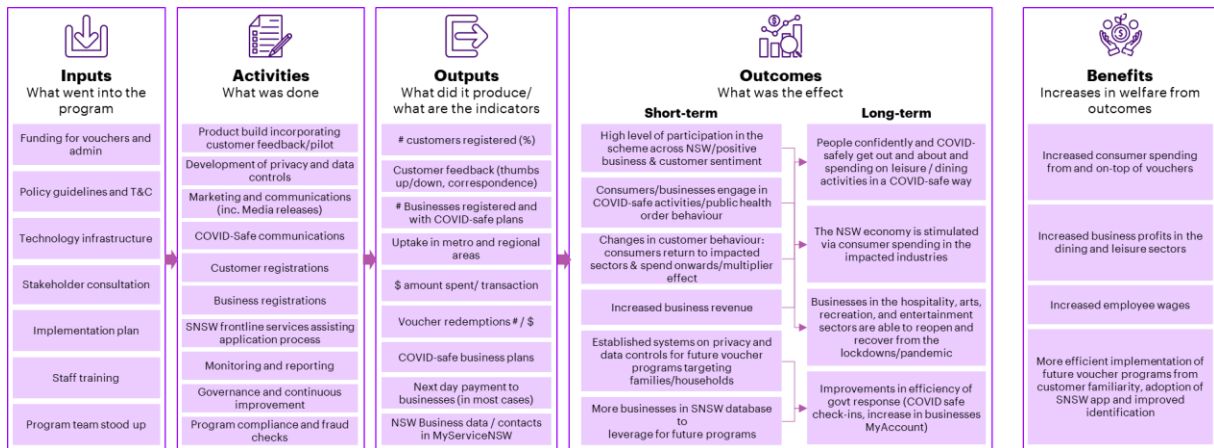 Inputs
What went into the
program
Funding for vouchers and
admin
Policy guidelines and T&C
Technology infrastructure
Stakeholder consultation
Implementation plan
Staff training
Program team stood up
Activities
What was done
Product build incorporating
customer feedback/pilot
Development of privacy and data
controls
Marketing and communications
(inc. Media releases)
COVID-Safe communications
Customer registrations
Business registrations
SNSW frontline services assisting
application process
Monitoring and reporting
Governance and continuous
improvement
Program compliance and fraud
checks
Outputs
What did it produce/
what are the indicators
# customers registered (%)
Customer feedback (thumbs
up/down, correspondence)
# Businesses registered and
with COVID-safe plans
Uptake in metro and regional
areas
$ amount spent/ transaction
Voucher redemptions # / $
COVID-safe business plans
Next day payment to
businesses (in most cases)
NSW Business data / contacts
in MyServiceNSW
Outcomes
What was the effect
Short-term
High level of participation in the
scheme across NSW/positive
business & customer sentiment
Consumers/businesses engage in
COVID-safe activities/public health
order behaviour
Changes in customer behaviour:
consumers return to impacted
sectors & spend onwards/multiplier
effect
Increased business revenue
Established systems on privacy and
data controls for future voucher
programs targeting
families/households
More businesses in SNSW database
to
leverage for future programs
Long-term
People confidently and COVID-
safely get out and about and
spending on leisure / dining
activities in a COVID-safe way
The NSW economy is stimulated
via consumer spending in the
impacted industries
Businesses in the hospitality, arts,
recreation, and entertainment
sectors are able to reopen and
recover from the
lockdowns/pandemic
Improvements in efficiency of
govt response (COVID safe
check-ins, increase in businesses
MyAccount)
Benefits
Increases in welfare from
outcomes
Increased consumer spending
from and on-top of vouchers
Increased business profits in the
dining and leisure sectors
Increased employee wages
More efficient implementation of
future voucher programs from
customer familiarity, adoption of
SNSW app and improved
identification